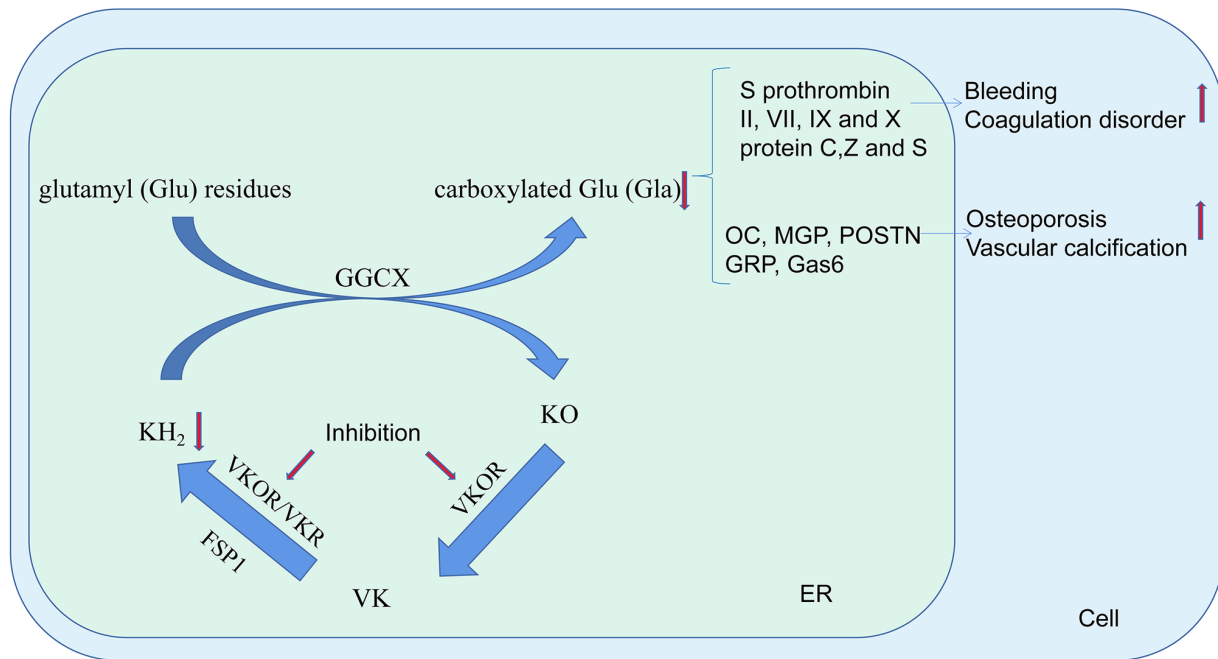 S prothrombin
II, VII, IX and X
protein C,Z and S
Bleeding
Coagulation disorder
glutamyl (Glu) residues
carboxylated Glu (Gla)
OC, MGP, POSTN
GRP, Gas6
Osteoporosis
Vascular calcification
GGCX
KH₂
Inhibition
KO
VKOR/VKR
VKOR
FSP1
VK
ER
Cell